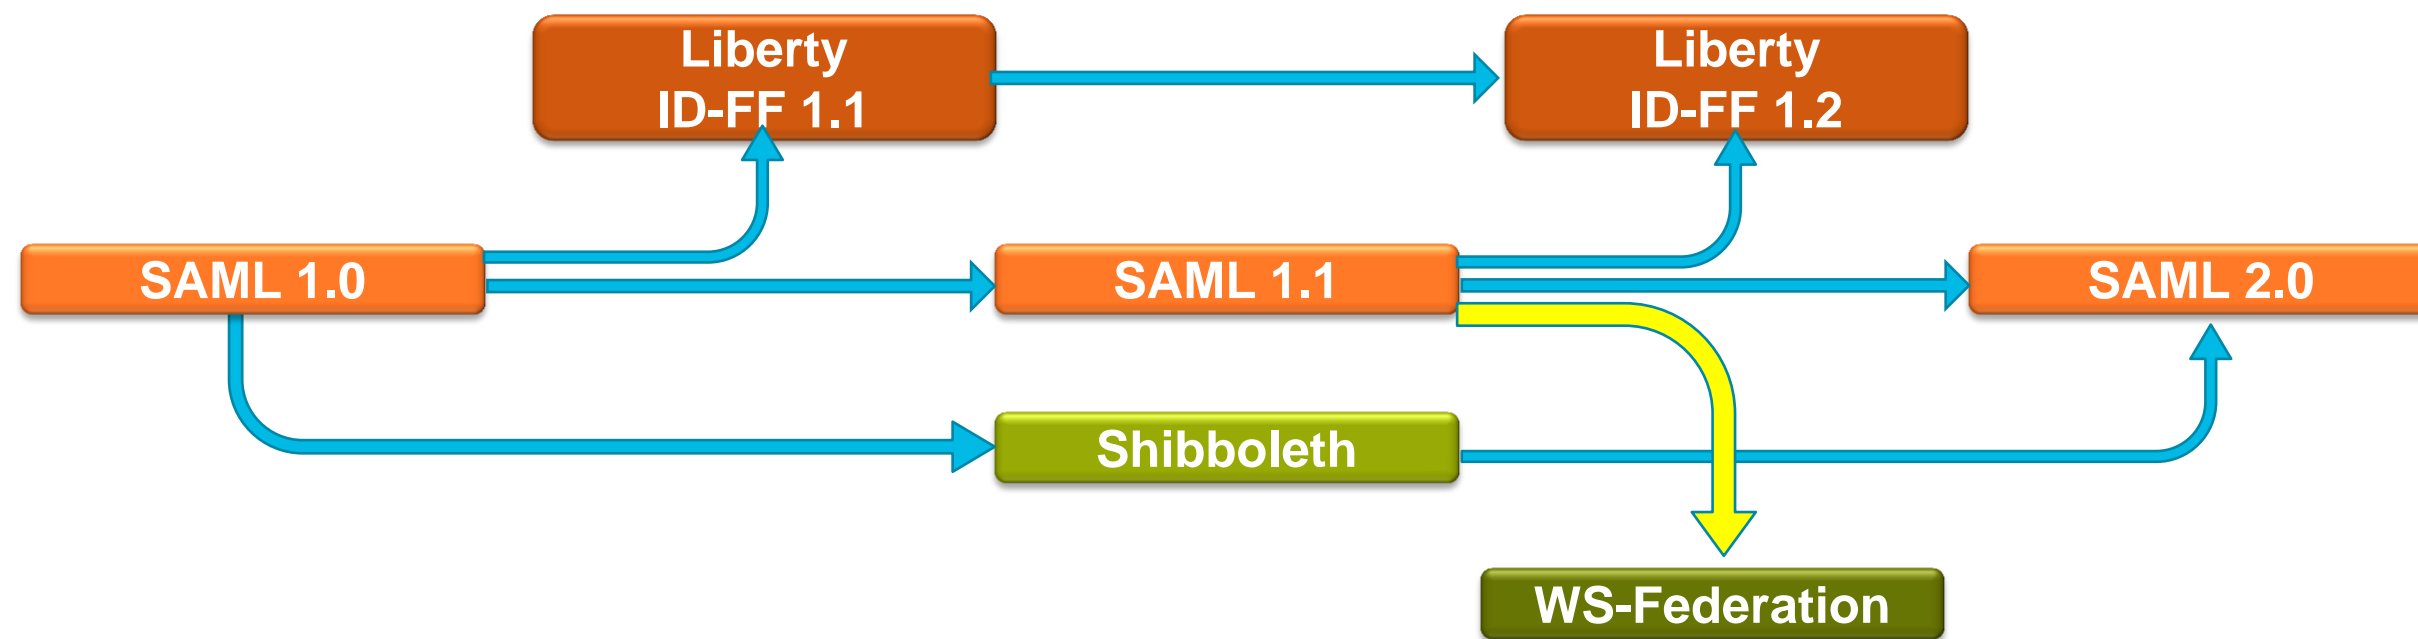 Liberty
ID-FF 1.1
Liberty
ID-FF 1.2
SAML 1.0
SAML 1.1
SAML 2.0
Shibboleth
WS-Federation